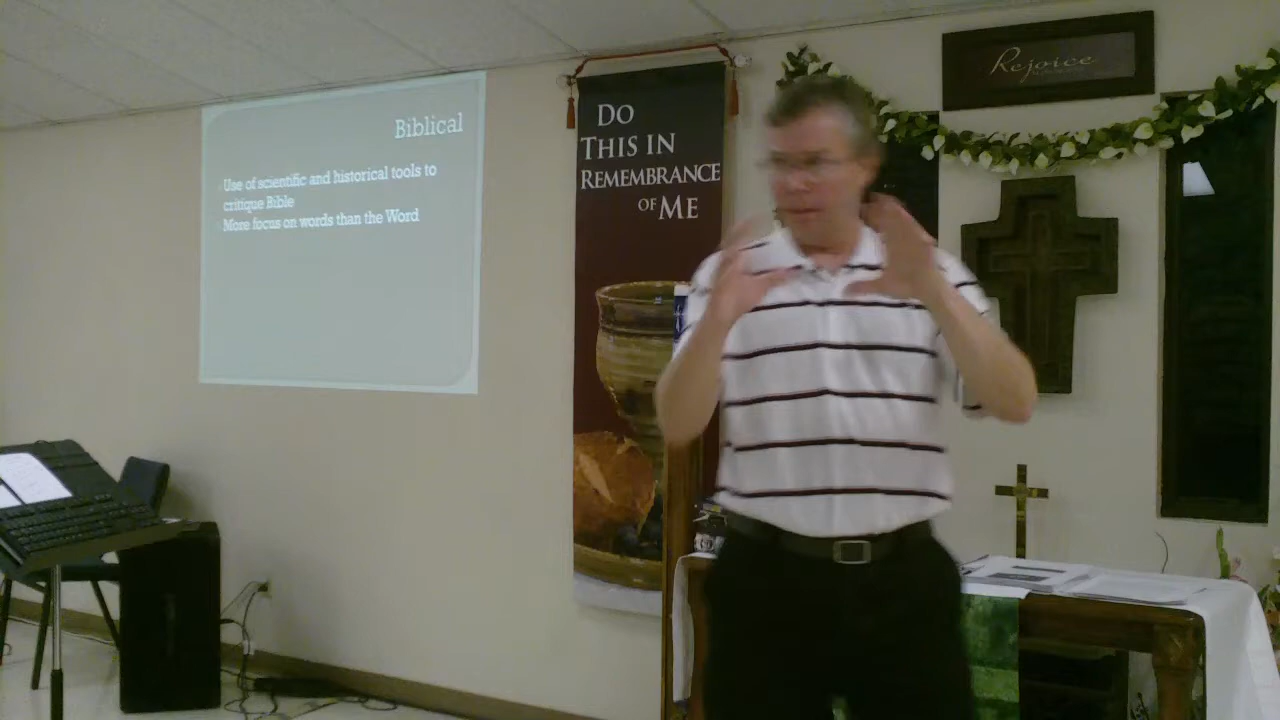 Biblical
Use of scientific and historical tools to
critique Bible
More focus on words than the Word
DO
THIS IN
REMEMBRANCE
OF ME
Rejoice